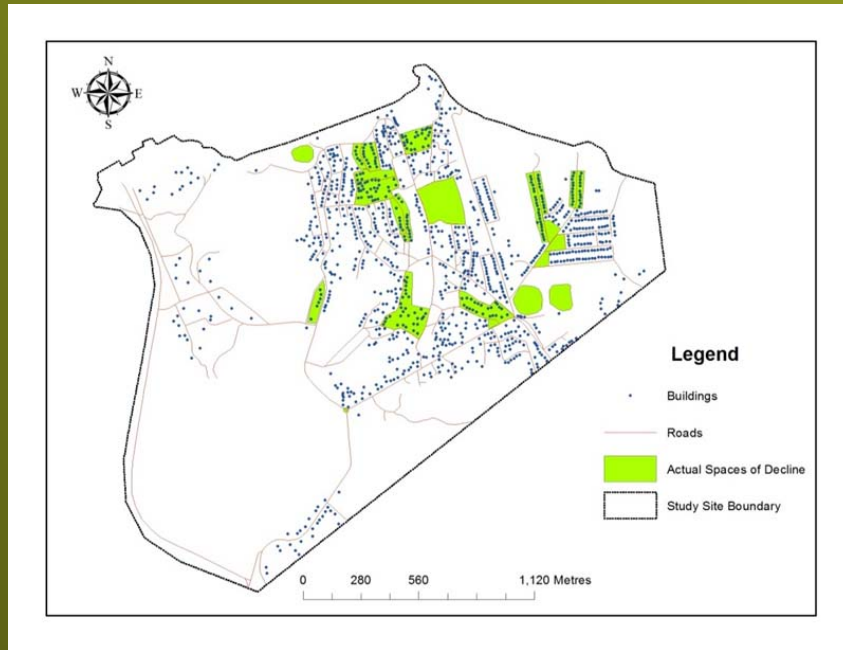 N
W E
S
Legend
Buildings
Roads
Actual Spaces of Decline
Study Site Boundary
0 280 560 1,120 Metres